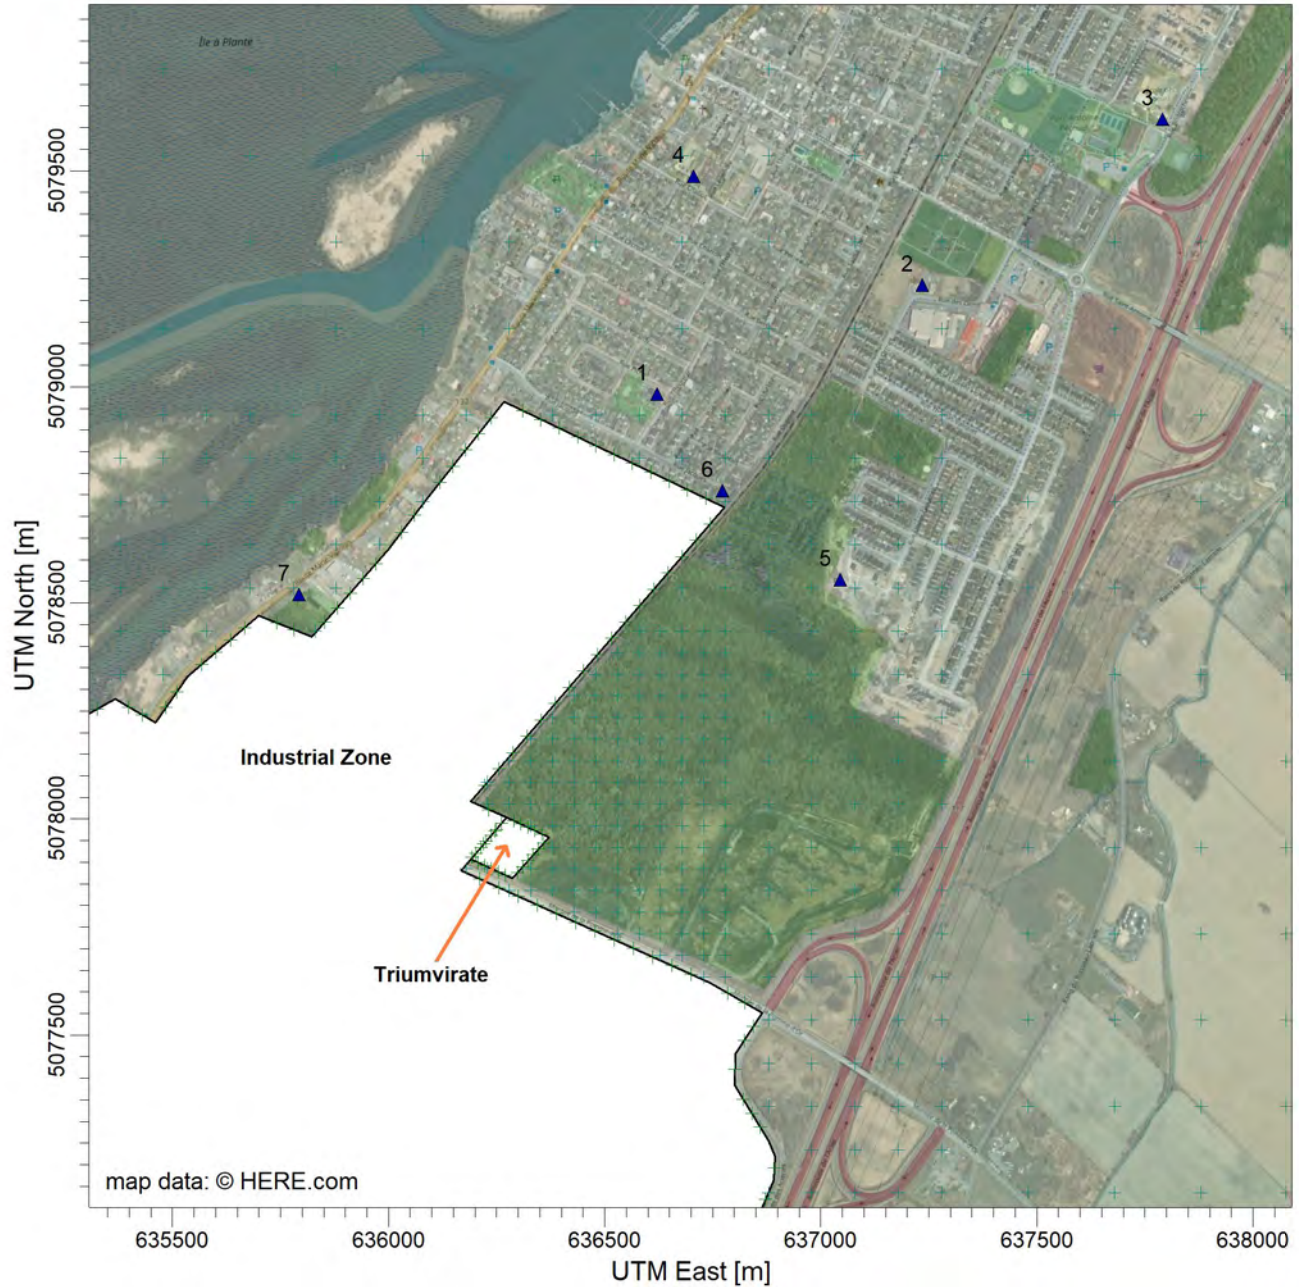 Île à Plante
3
4
2
1
6
5
7
P
P
P
P
P
P
P
Industrial Zone
Triumvirate
map data: © HERE.com
UTM North [m]
5079500
5079000
5078500
5078000
5077500
635500 636000 636500 637000 637500 638000
UTM East [m]